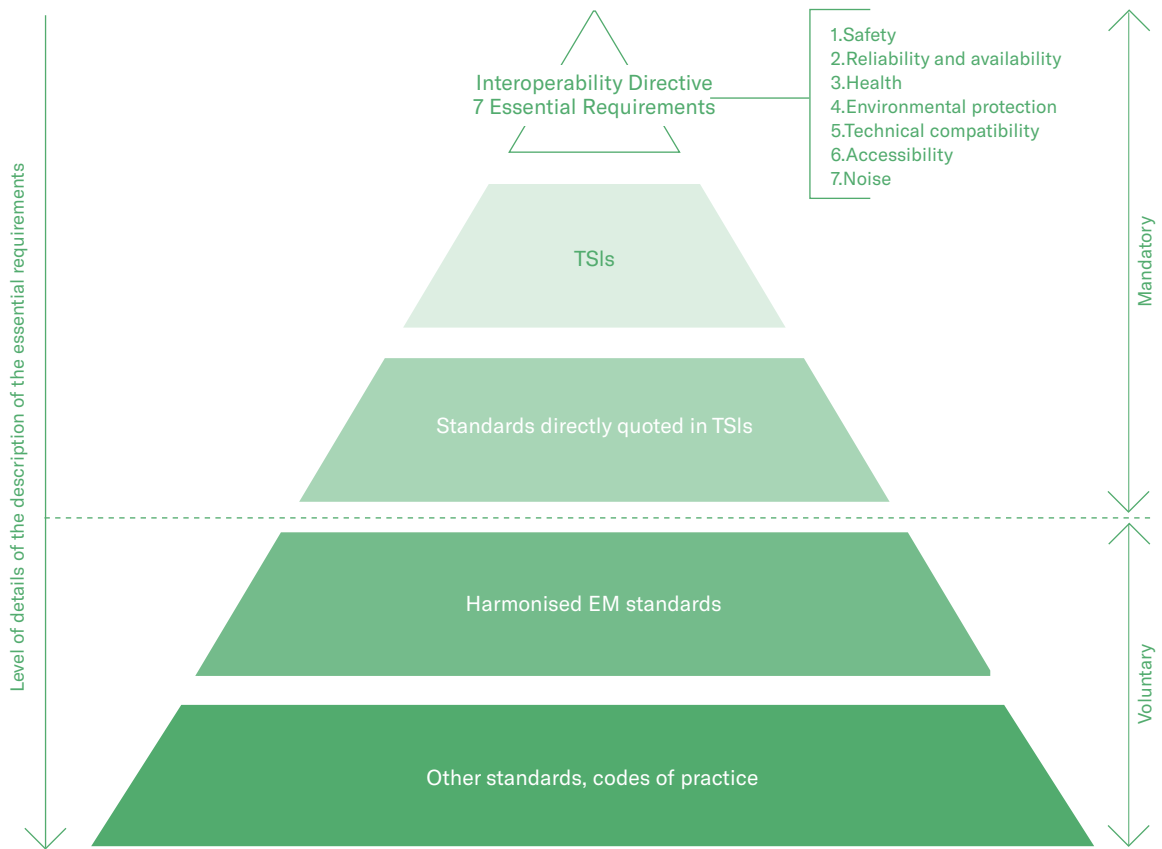 Interoperability Directive
7 Essential Requirements
1.Safety
2.Reliability and availability
3.Health
4.Environmental protection
5.Technical compatibility
6.Accessibility
7.Noise
TSIs
Standards directly quoted in TSIs
Harmonised EM standards
Other standards, codes of practice
Level of details of the description of the essential requirements
Mandatory
Voluntary